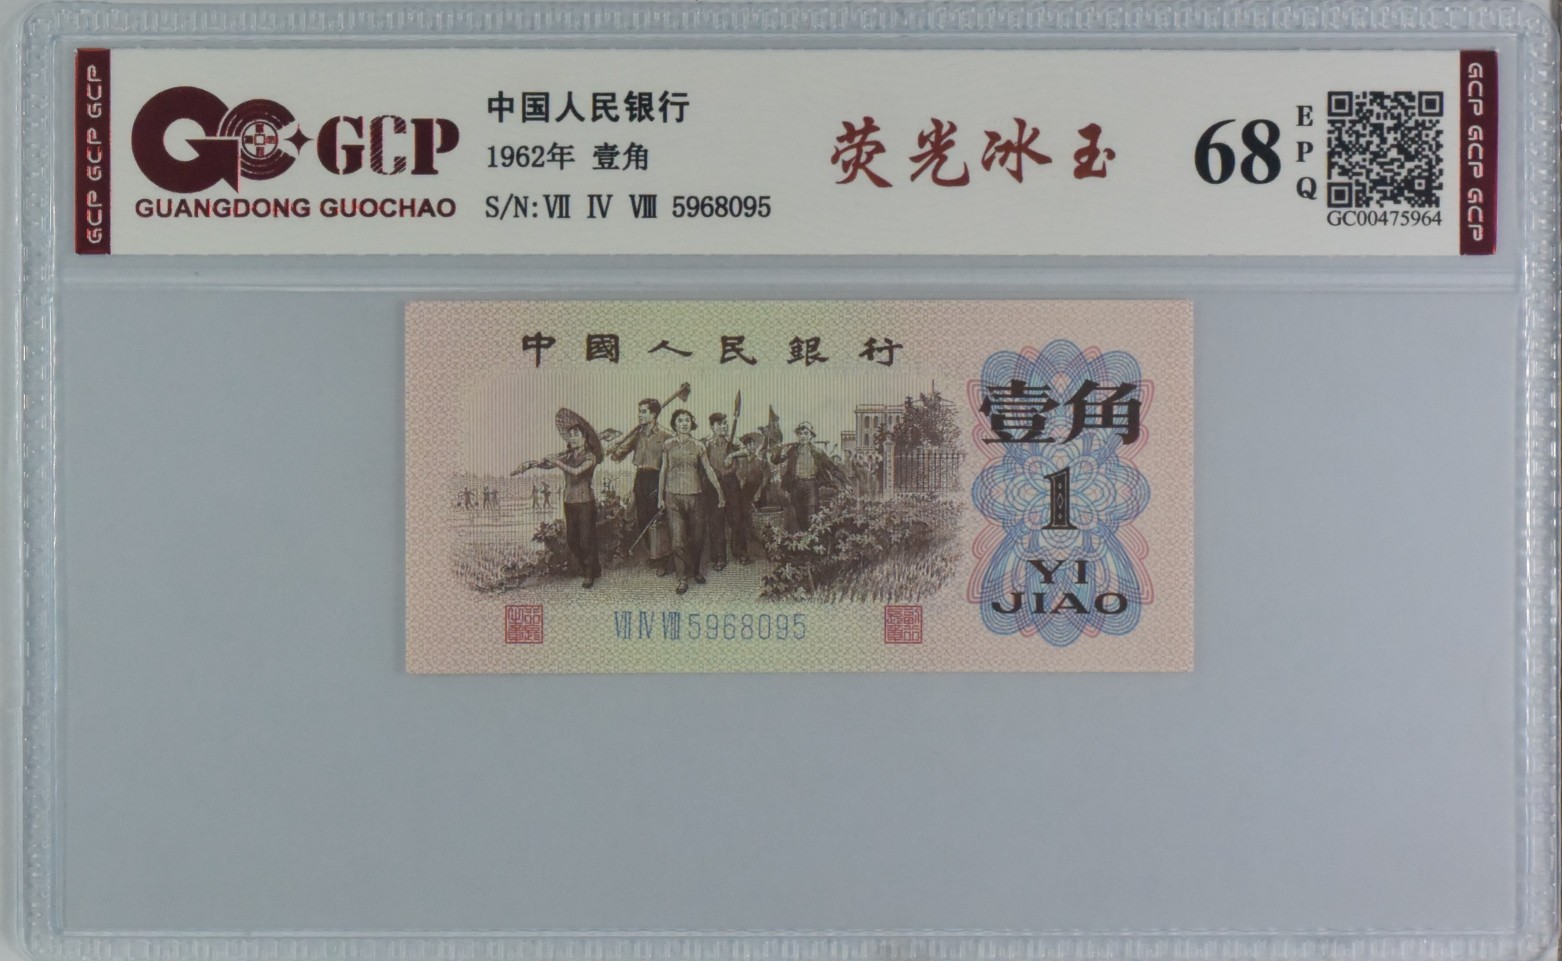 GCP GCP GCP
GCP
GUANGDONG GUOCHAO
中国人民银行
1962年 壹角
S/N: Ⅶ Ⅳ Ⅷ 5968095
荧光冰玉
68
EPQ
GC00475964
GCP GCP GCP
中國人民銀行
壹角
1
YI
JIAO
Ⅶ Ⅳ Ⅷ 5968095